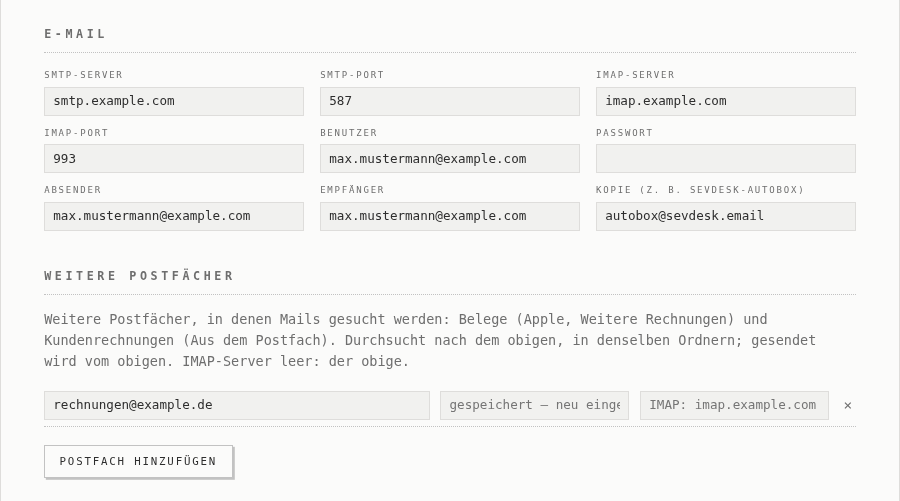 E-MAIL
SMTP-SERVER SMTP-PORT IMAP-SERVER
smtp.example.com 587 imap.example.com
IMAP-PORT BENUTZER PASSWORT
993 max.mustermann@example.com
ABSENDER EMPFÄNGER KOPIE (Z. B. SEVDESK-AUTOBOX)
max.mustermann@example.com max.mustermann@example.com autobox@sevdesk.email
WEITERE POSTFÄCHER
Weitere Postfächer, in denen Mails gesucht werden: Belege (Apple, Weitere Rechnungen) und
Kundenrechnungen (Aus dem Postfach). Durchsucht nach dem obigen, in denselben Ordnern; gesendet
wird vom obigen. IMAP-Server leer: der obige.
rechnungen@example.de gespeichert — neu einge IMAP: imap.example.com ×
POSTFACH HINZUFÜGEN